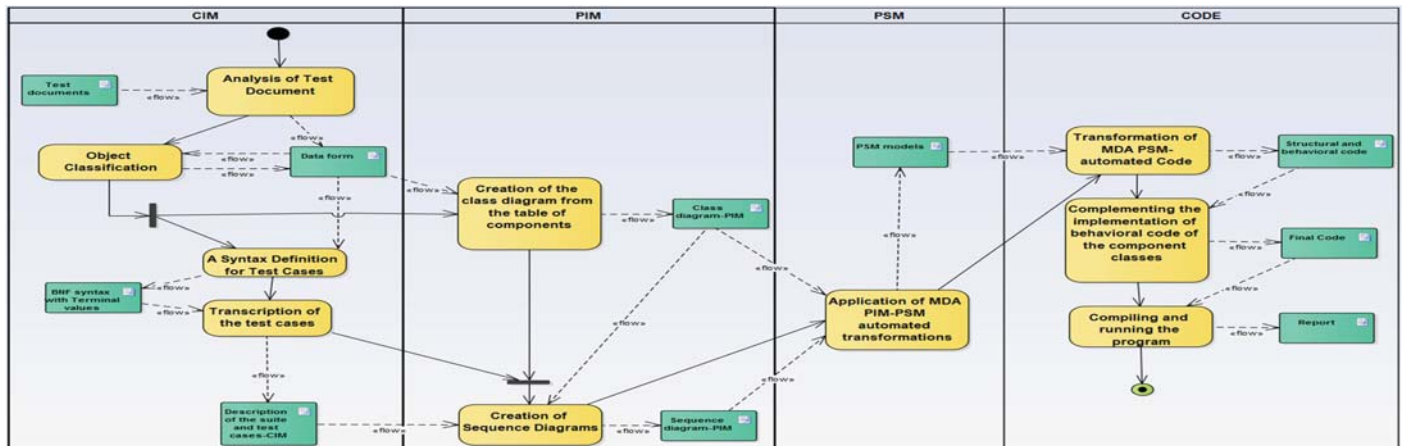 CIM
PIM
PSM
CODE
Test
documents
«flow»
Analysis of Test
Document
«flow»
Object
Classification
«flow»
«flow»
Data form
«flow»
«flow»
A Syntax Definition
for Test Cases
«flow»
BNF syntax
with Terminal
values
«flow»
Transcription of
the test cases
«flow»
Description
of the suite
and test
cases-CIM
«flow»
Creation of the
class diagram from
the table of
components
«flow»
Class
diagram-PIM
«flow»
«flow»
Creation of
Sequence Diagrams
«flow»
Sequence
diagram-PIM
«flow»
PSM models
«flow»
«flow»
Application of MDA
PIM-PSM
automated
transformations
Transformation of
MDA PSM-
automated Code
«flow»
Structural and
behavioral code
«flow»
Complementing the
implementation of
behavioral code of
the component
classes
«flow»
Final Code
«flow»
Compiling and
running the
program
«flow»
Report